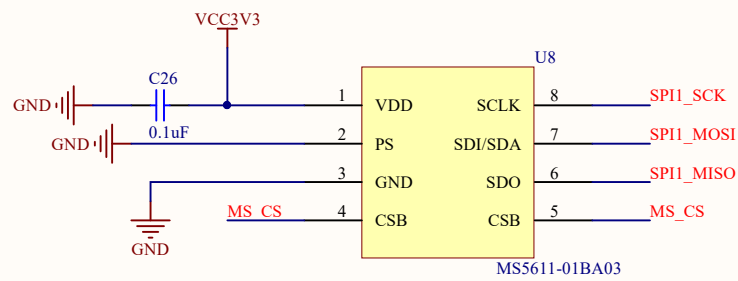 VCC3V3
U8
C26
GND
0.1uF
1 VDD SCLK 8 SPI1_SCK
GND
2 PS SDI/SDA 7 SPI1_MOSI
3 GND SDO 6 SPI1_MISO
MS_CS 4 CSB CSB 5 MS_CS
GND
MS5611-01BA03